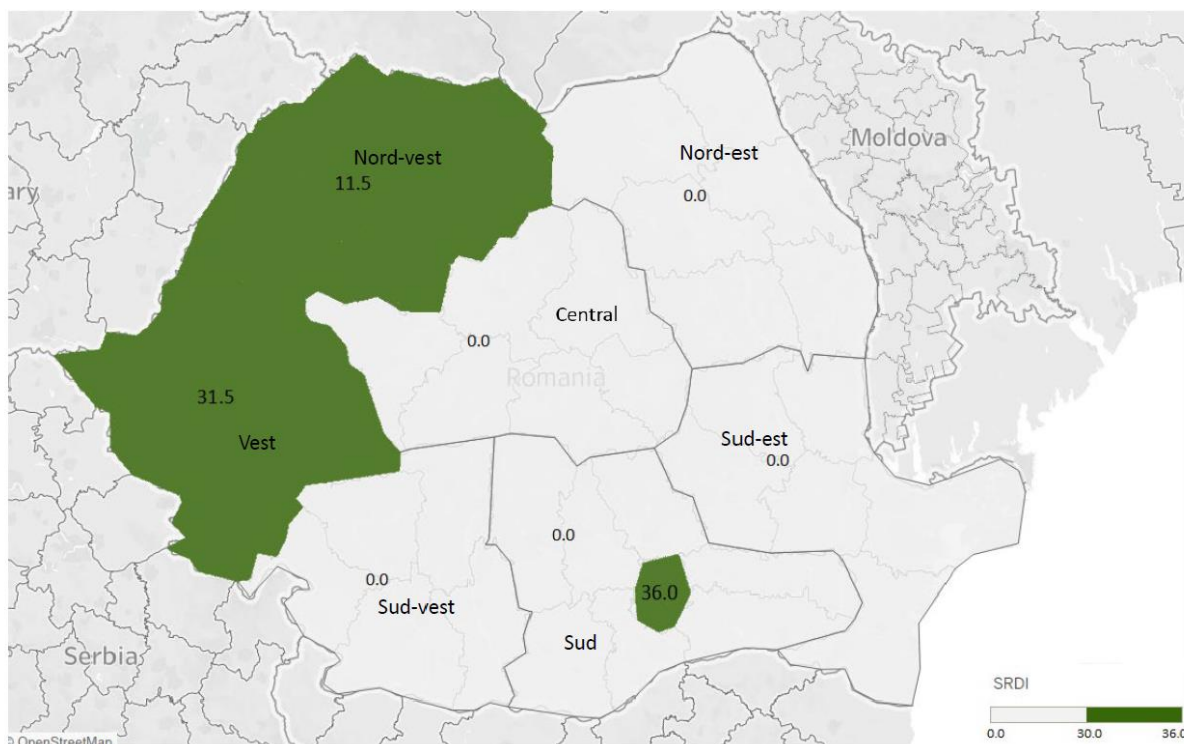 Nord-vest
11.5
Nord-est
0.0
Moldova
ary
Central
0.0
Romania
31.5
Vest
Sud-est
0.0
0.0
36.0
0.0
Sud-vest
Sud
Serbia
SRDI
0.0 30.0 36.0
© OpenStreetMap